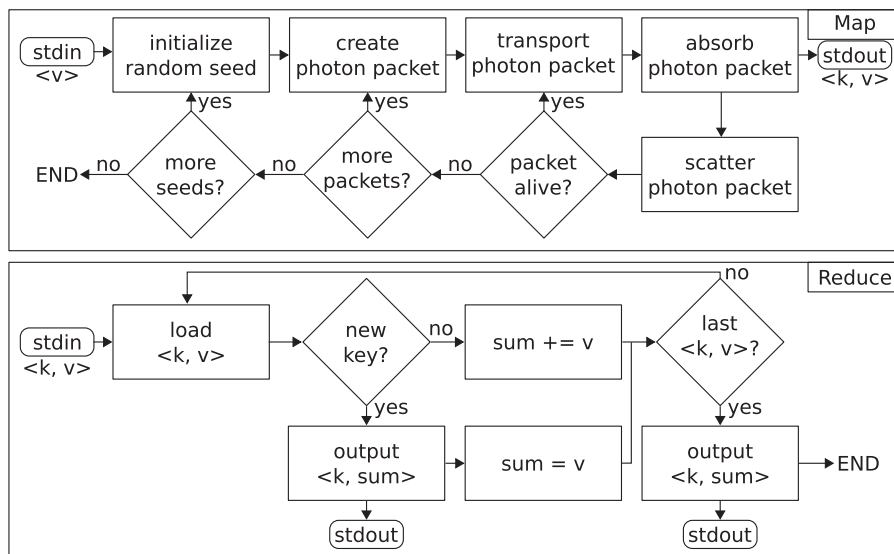 Map
stdin
<v>
initialize
random seed
create
photon packet
transport
photon packet
absorb
photon packet
stdout
<k, v>
yes
yes
yes
END
no
more
seeds?
no
more
packets?
no
packet
alive?
scatter
photon packet
Reduce
no
stdin
<k, v>
load
<k, v>
new
key?
no
sum += v
last
<k, v>?
yes
yes
output
<k, sum>
sum = v
output
<k, sum>
END
stdout
stdout